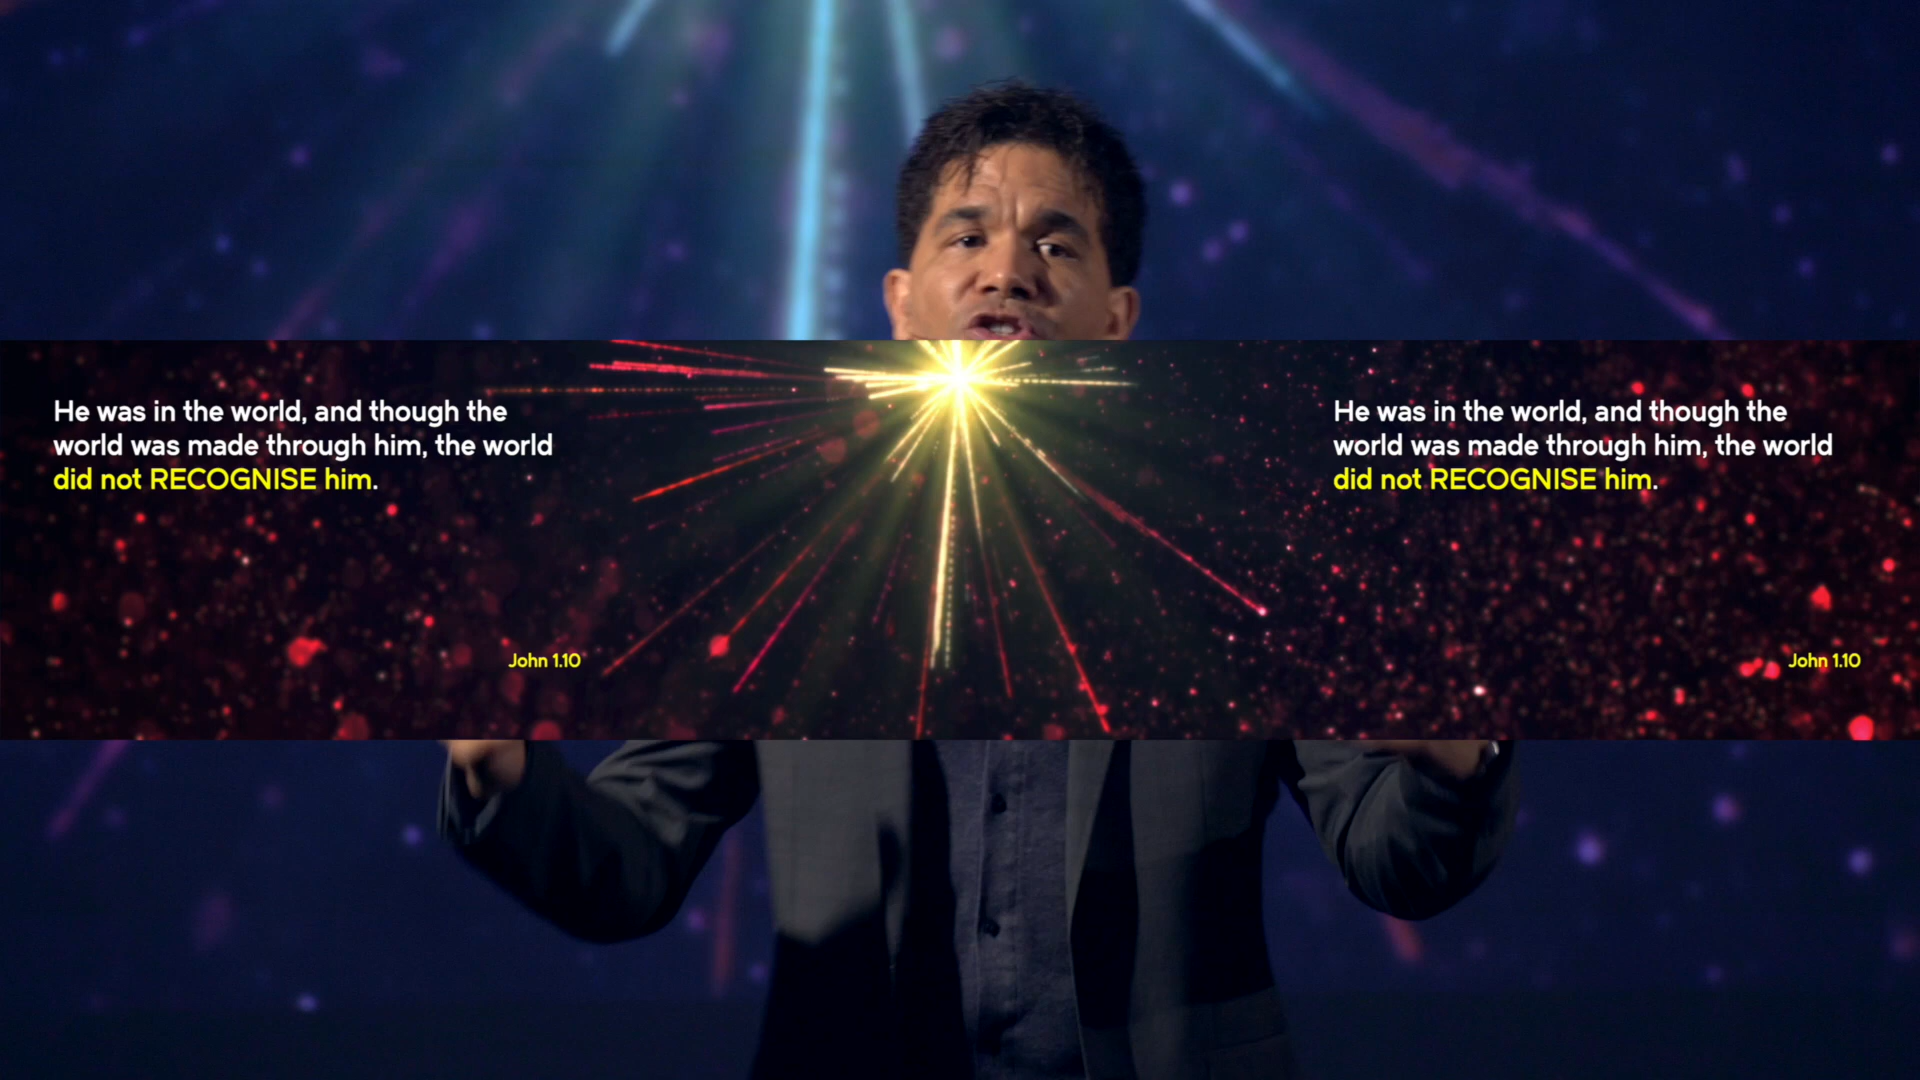 He was in the world, and though the
world was made through him, the world
did not RECOGNISE him.
John 1.10
He was in the world, and though the
world was made through him, the world
did not RECOGNISE him.
John 1.10